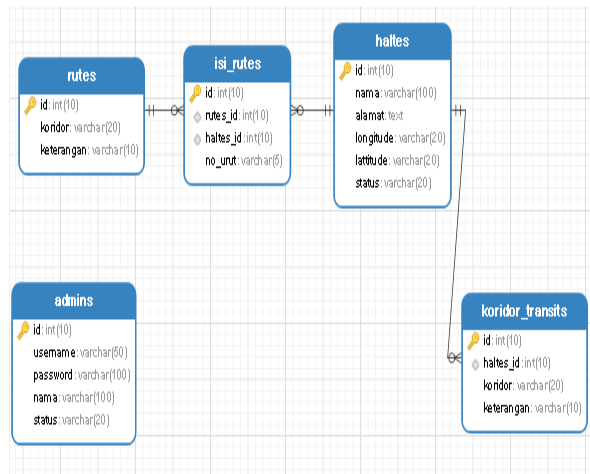 rutes
id: int(10)
koridor: varchar(20)
keterangan: varchar(10)
isi_rutes
id: int(10)
rutes_id: int(10)
haltes_id: int(10)
no_urut: varchar(5)
haltes
id: int(10)
nama: varchar(100)
alamat: text
longitude: varchar(20)
lattitude: varchar(20)
status: varchar(20)
admins
id: int(10)
username: varchar(50)
password: varchar(100)
nama: varchar(100)
status: varchar(20)
koridor_transits
id: int(10)
haltes_id: int(10)
koridor: varchar(20)
keterangan: varchar(10)